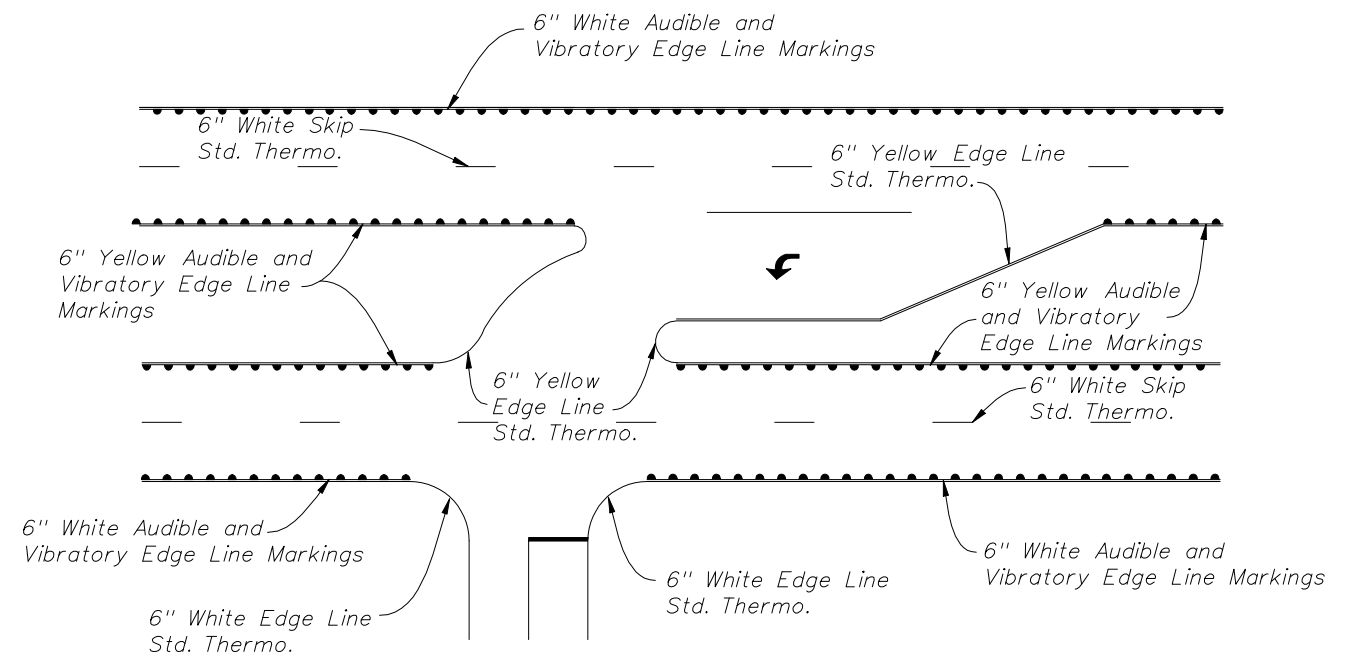 6" White Audible and
Vibratory Edge Line Markings
6" White Skip
Std. Thermo.
6" Yellow Edge Line
Std. Thermo.
6" Yellow Audible and
Vibratory Edge Line
Markings
6" Yellow Audible
and Vibratory
Edge Line Markings
6" Yellow
Edge Line
Std. Thermo.
6" White Skip
Std. Thermo.
6" White Audible and
Vibratory Edge Line Markings
6" White Audible and
Vibratory Edge Line Markings
6" White Edge Line
Std. Thermo.
6" White Edge Line
Std. Thermo.